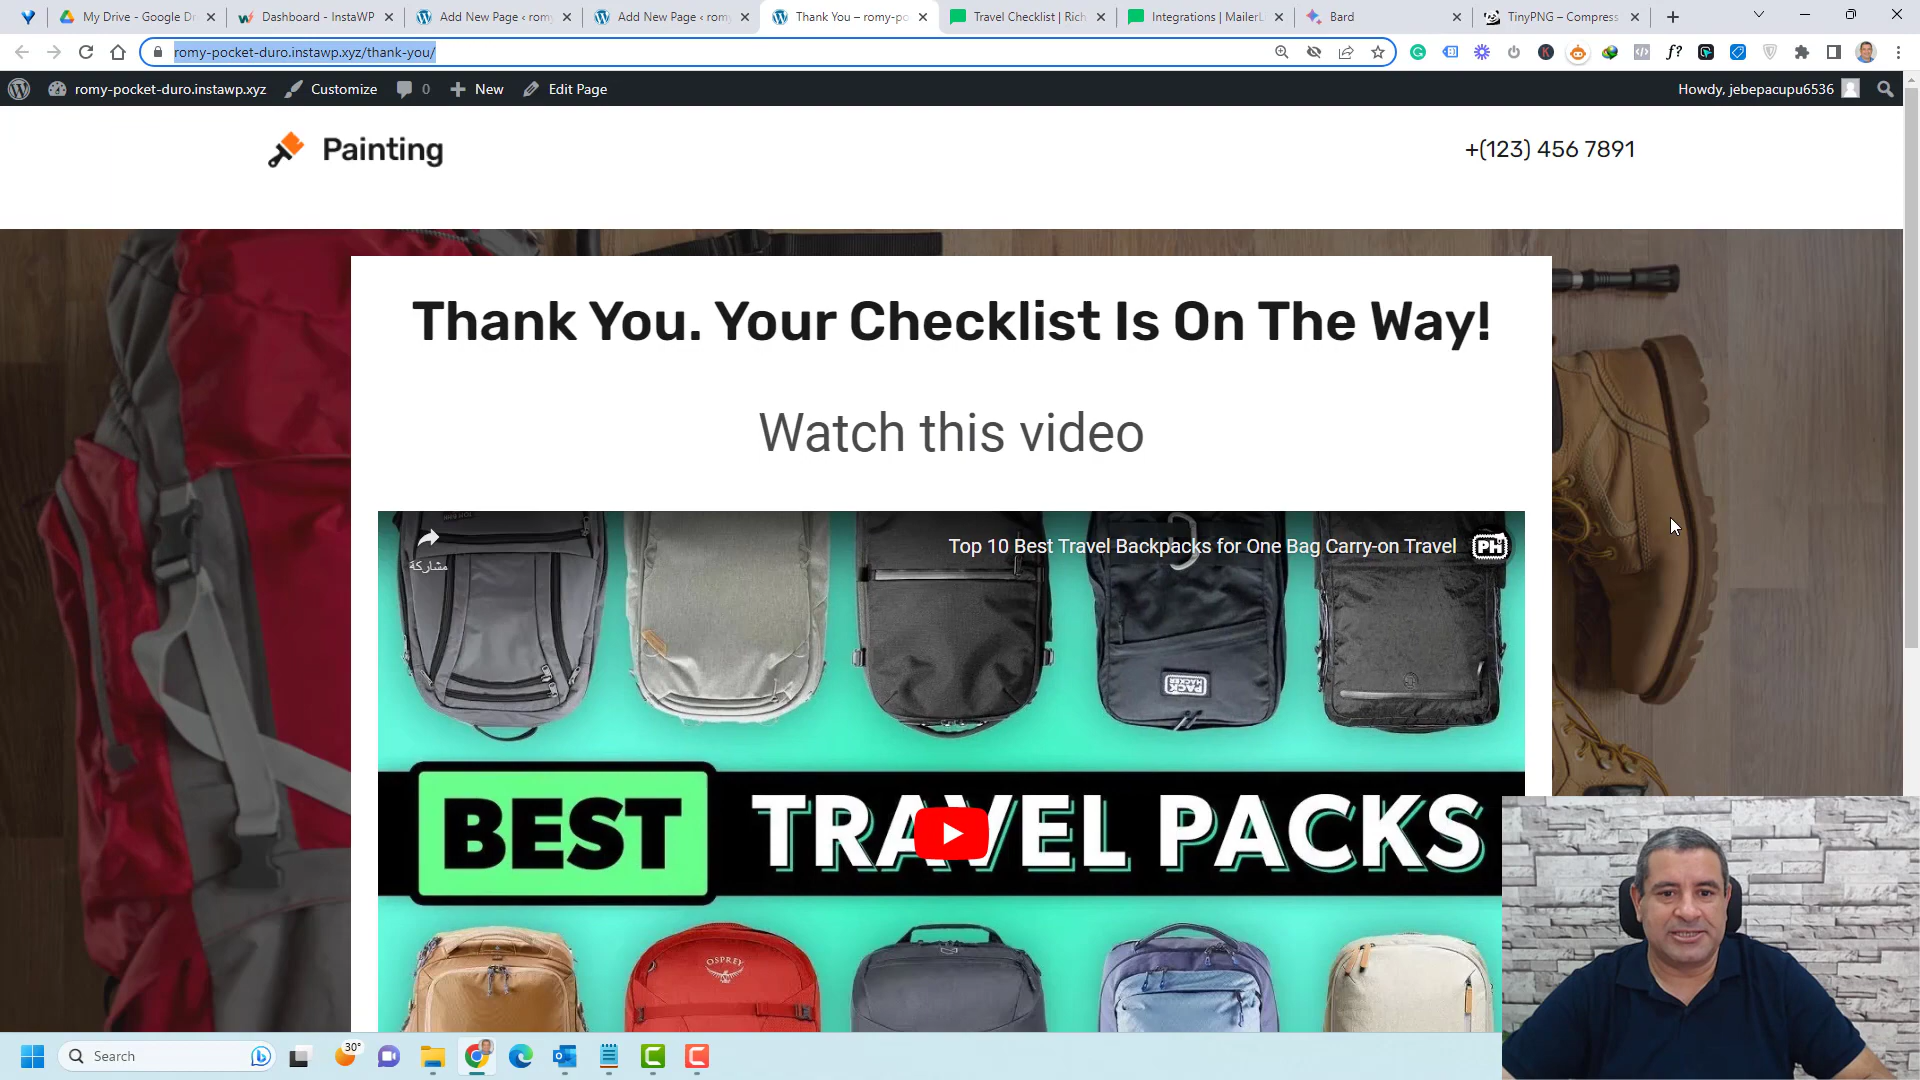 My Drive - Google Dr
Dashboard - InstaWP
Add New Page ‹ romy
Add New Page ‹ romy
Thank You – romy-po
Travel Checklist | Rich
Integrations | MailerL
Bard
TinyPNG – Compress
romy-pocket-duro.instawp.xyz/thank-you/
f?
romy-pocket-duro.instawp.xyz
Customize
0
New
Edit Page
Howdy, jebepacupu6536
Painting
+(123) 456 7891
Thank You. Your Checklist Is On The Way!
Watch this video
Top 10 Best Travel Backpacks for One Bag Carry-on Travel
PH
مشاركة
PACK HACKER
BEST TRAVEL PACKS
OSPREY
Search
30°